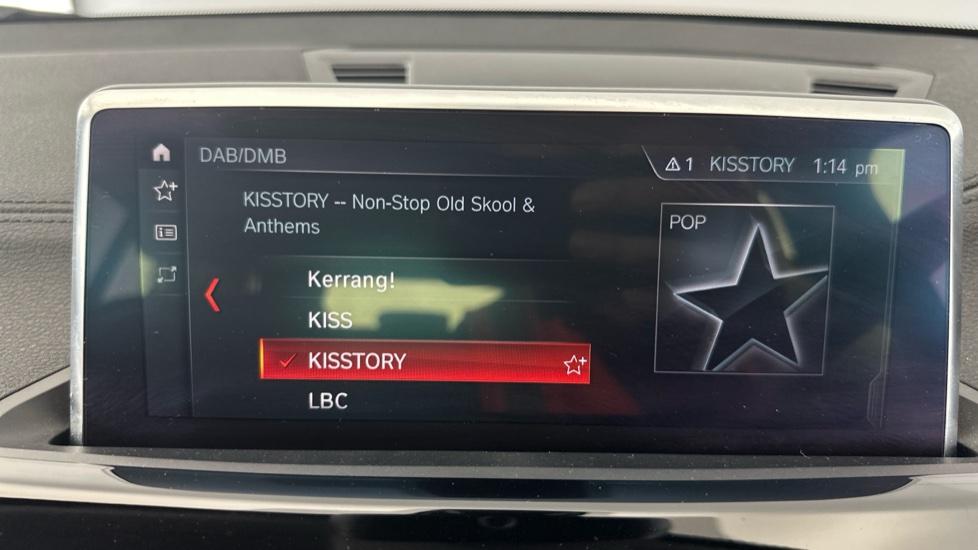 DAB/DMB
1 KISSTORY 1:14 pm
KISSTORY -- Non-Stop Old Skool &
Anthems
POP
Kerrang!
KISS
KISSTORY
LBC